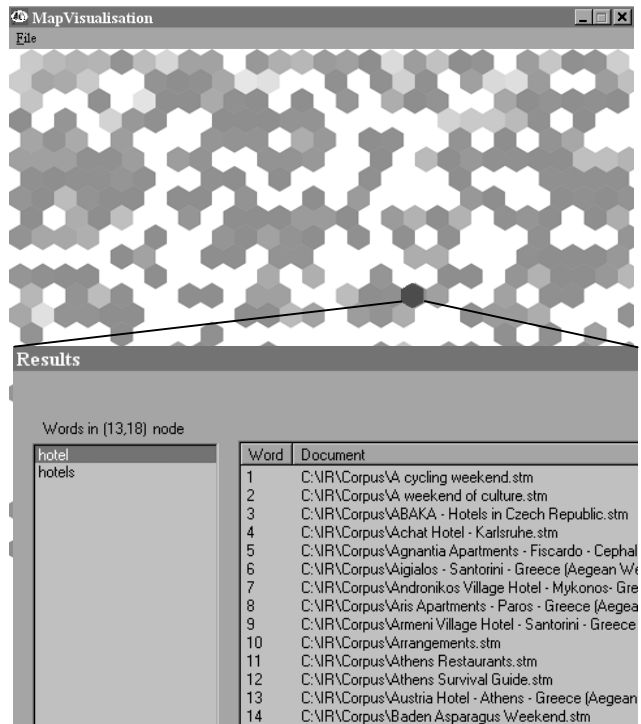 MapVisualisation
File
Results
Words in (13,18) node
hotel
hotels
Word Document
1 C:\IR\Corpus\A cycling weekend.stm
2 C:\IR\Corpus\A weekend of culture.stm
3 C:\IR\Corpus\ABAKA - Hotels in Czech Republic.stm
4 C:\IR\Corpus\Achat Hotel - Karlsruhe.stm
5 C:\IR\Corpus\Agnantia Apartments - Fiscardo - Cephal
6 C:\IR\Corpus\Aigialos - Santorini - Greece (Aegean We
7 C:\IR\Corpus\Andronikos Village Hotel - Mykonos- Gre
8 C:\IR\Corpus\Aris Apartments - Paros - Greece (Aegea
9 C:\IR\Corpus\Armeni Village Hotel - Santorini - Greece
10 C:\IR\Corpus\Arrangements.stm
11 C:\IR\Corpus\Athens Restaurants.stm
12 C:\IR\Corpus\Athens Survival Guide.stm
13 C:\IR\Corpus\Austria Hotel - Athens - Greece (Aegean
14 C:\IR\Corpus\Baden Asparagus Weekend.stm